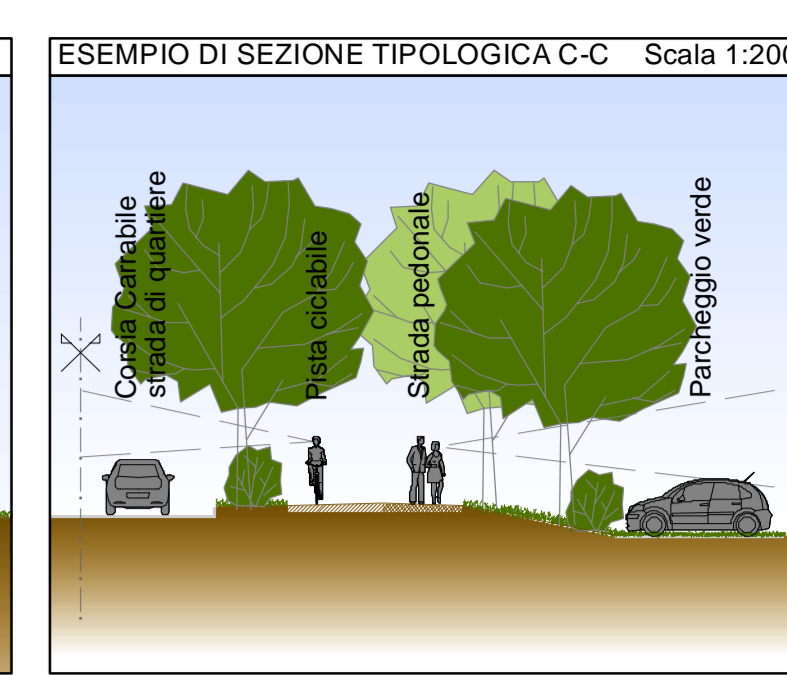 ESEMPIO DI SEZIONE TIPOLOGICA C-C Scala 1:200
Corsia Carrabile
strada di quartiere
Pista ciclabile
Strada pedonale
Parcheggio verde